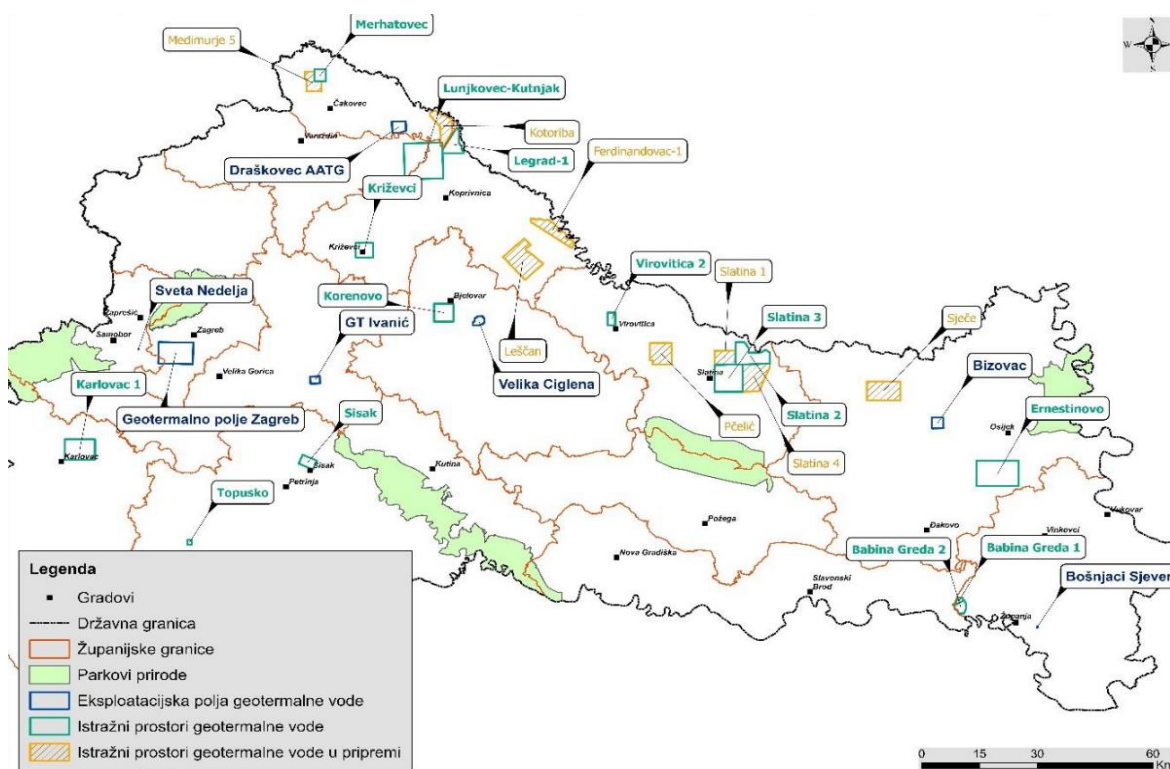 Merhatovec
Međimurje 5
N
W
E
S
Čakovec
Lunjkovec-Kutnjak
Varaždin
Kotoriba
Ferdinandovac-1
Draškovec AATG
Legrad-1
Križevci
Koprivnica
Križevci
Virovitica 2
Slatina 1
Sveta Nedelja
Korenovo
Bjelovar
Zaprešić
GT Ivanić
Slatina 3
Sječe
Samobor
Zagreb
Virovitica
Leščan
Velika Ciglena
Bizovac
Karlovac 1
Velika Gorica
Slatina
Geotermalno polje Zagreb
Sisak
Pčelić
Slatina 2
Ernestinovo
Osijek
Karlovac
Slatina 4
Sisak
Kutina
Topusko
Petrinja
Požega
Đakovo
Vukovar
Vinkovci
Nova Gradiška
Babina Greda 2
Babina Greda 1
Slavonski
Brod
Bošnjaci Sjever
Županja
Legenda
Gradovi
Državna granica
Županijske granice
Parkovi prirode
Eksploatacijska polja geotermalne vode
Istražni prostori geotermalne vode
Istražni prostori geotermalne vode u pripremi
0 15 30 60
Km